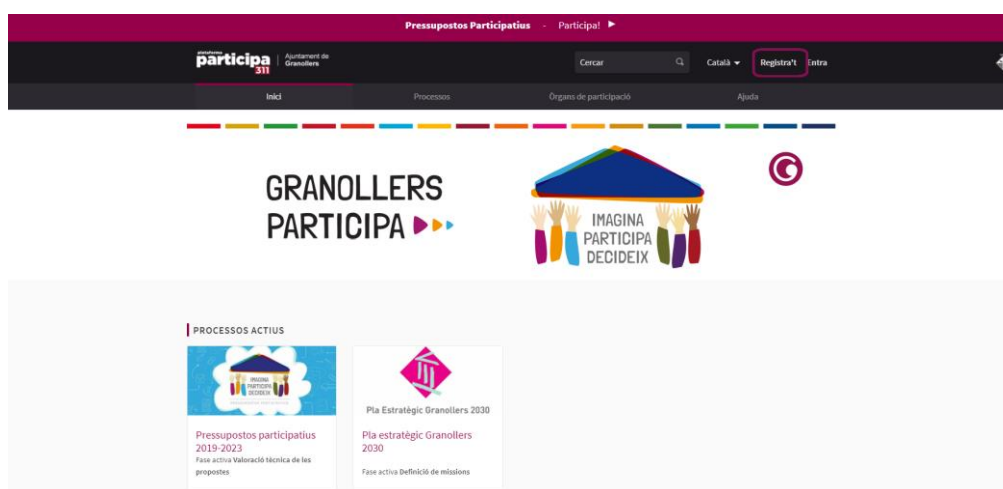 Pressupostos Participatius - Participa! ►
plataforma
participa
311
Ajuntament de
Granollers
Cercar
Català
Registra't
Entra
Inici
Processos
Òrgans de participació
Ajuda
GRANOLLERS
PARTICIPA
IMAGINA
PARTICIPA
DECIDEIX
PROCESSOS ACTIUS
IMAGINA
PARTICIPA
DECIDEIX
Pressupostos participatius
2019-2023
Fase activa Valoració tècnica de les
propostes
Pla Estratègic Granollers 2030
Pla estratègic Granollers
2030
Fase activa Definició de missions